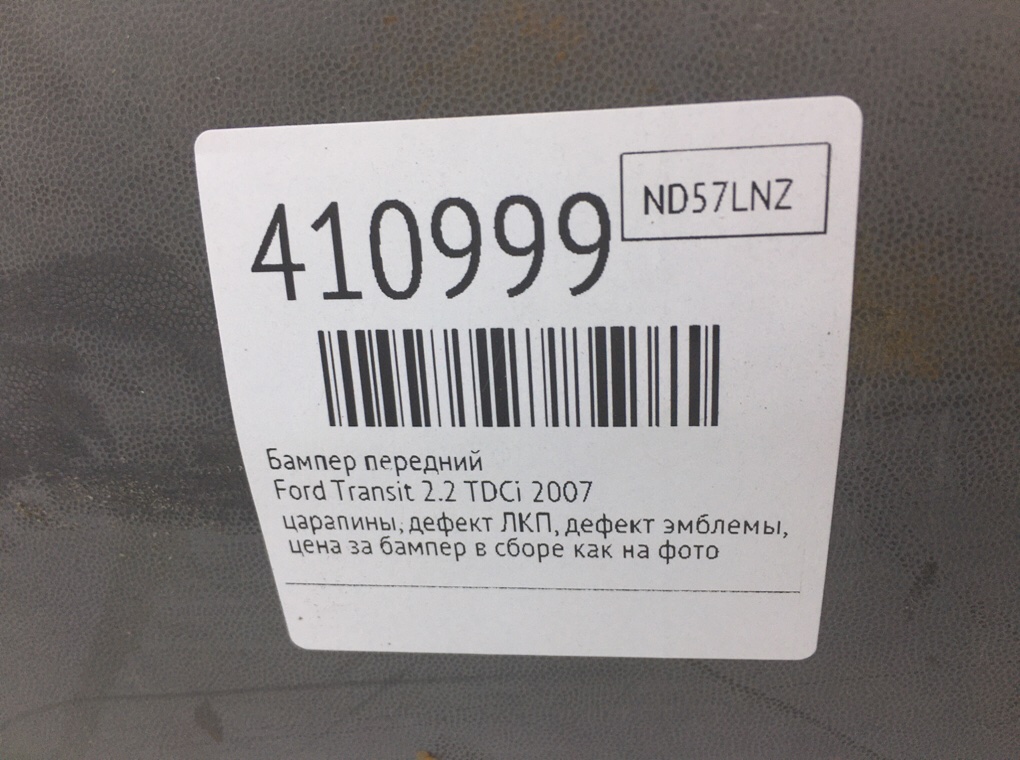 ND57LNZ
410999
Бампер передний
Ford Transit 2.2 TDCi 2007
царапины, дефект ЛКП, дефект эмблемы,
цена за бампер в сборе как на фото